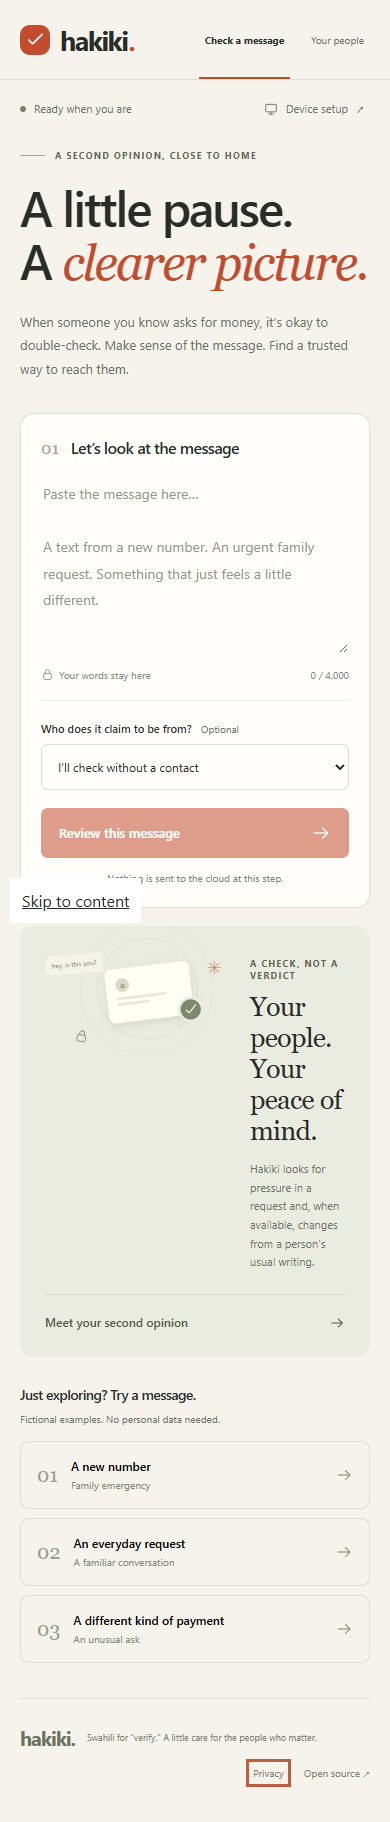 hakiki.
Check a message
Your people
Ready when you are
Device setup ↗
A SECOND OPINION, CLOSE TO HOME
A little pause.
A clearer picture.
When someone you know asks for money, it's okay to
double-check. Make sense of the message. Find a trusted
way to reach them.
01 Let's look at the message
Paste the message here...
A text from a new number. An urgent family
request. Something that just feels a little
different.
Your words stay here
0 / 4,000
Who does it claim to be from? Optional
I'll check without a contact
Review this message →
Nothing is sent to the cloud at this step.
Skip to content
hey, is this you?
a
A CHECK, NOT A
VERDICT
Your
people.
Your
peace of
mind.
Hakiki looks for
pressure in a
request and, when
available, changes
from a person's
usual writing.
Meet your second opinion →
Just exploring? Try a message.
Fictional examples. No personal data needed.
01 A new number →
Family emergency
02 An everyday request →
A familiar conversation
03 A different kind of payment →
An unusual ask
hakiki.
Swahili for "verify." A little care for the people who matter.
Privacy
Open source ↗